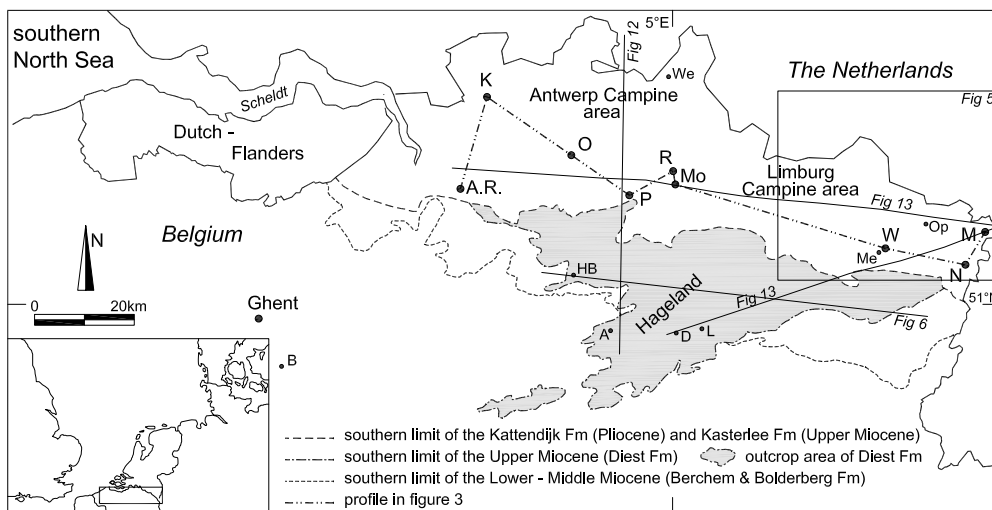 southern
North Sea
5°E
Fig 12
We
The Netherlands
K
Antwerp Campine
area
Fig 5
Scheldt
Dutch -
Flanders
O
R
Mo
Limburg
Campine area
A.R.
P
Fig 13
Op
Belgium
W
M
N
Me
N
HB
0
20km
Hageland
Fig 13
51°N
Ghent
Fig 6
A
D
L
B
southern limit of the Kattendijk Fm (Pliocene) and Kasterlee Fm (Upper Miocene)
southern limit of the Upper Miocene (Diest Fm)
outcrop area of Diest Fm
southern limit of the Lower - Middle Miocene (Berchem & Bolderberg Fm)
profile in figure 3